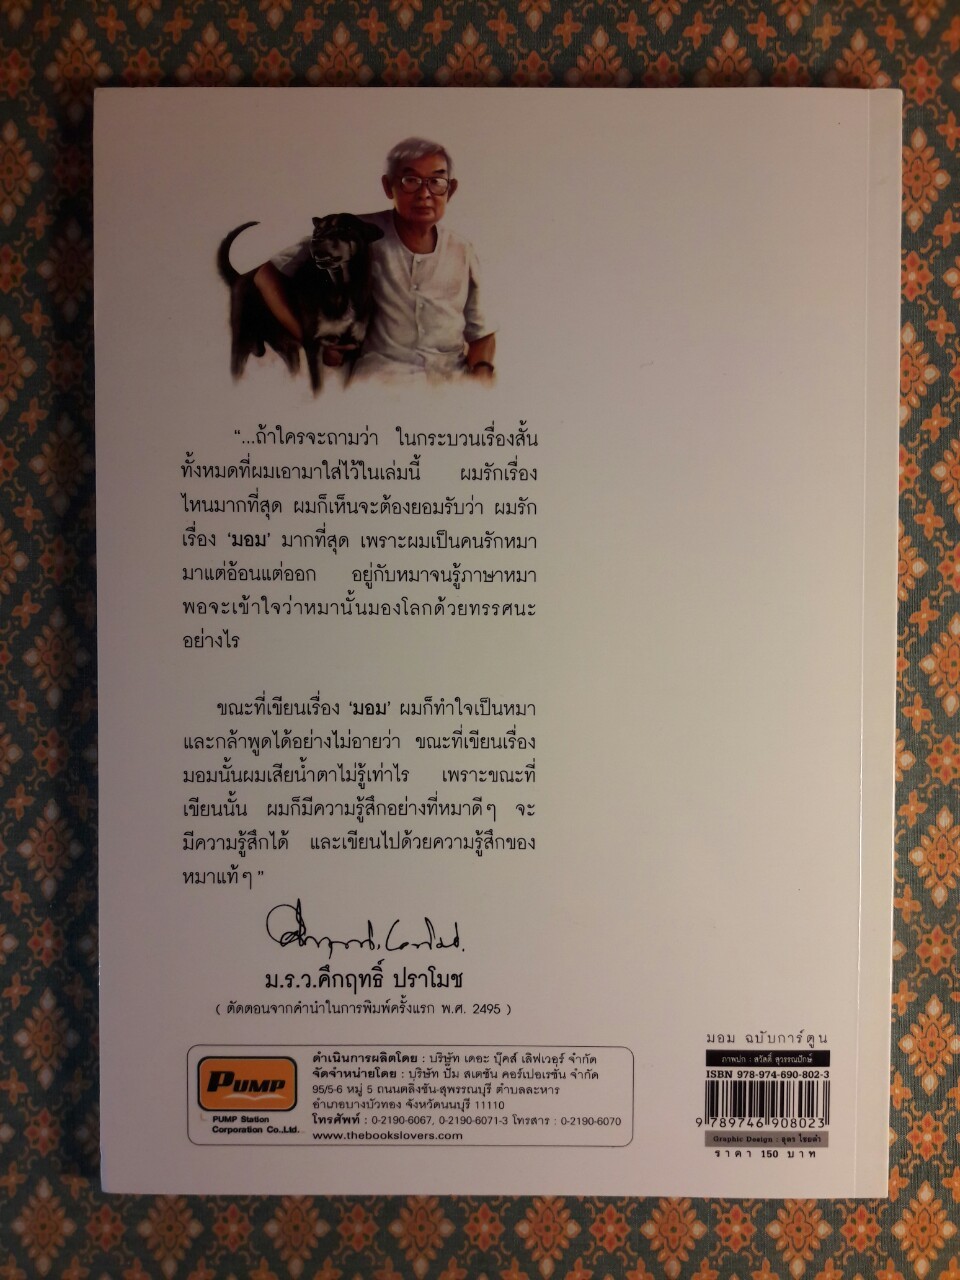 “...ถ้าใครจะถามว่า ในกระบวนเรื่องสั้น
ทั้งหมดที่ผมเอามาใส่ไว้ในเล่มนี้ ผมรักเรื่อง
ไหนมากที่สุด ผมก็เห็นจะต้องยอมรับว่า ผมรัก
เรื่อง ‘มอม’ มากที่สุด เพราะผมเป็นคนรักหมา
มาแต่อ้อนแต่ออก อยู่กับหมาจนรู้ภาษาหมา
พอจะเข้าใจว่าหมานั้นมองโลกด้วยทรรศนะ
อย่างไร
ขณะที่เขียนเรื่อง ‘มอม’ ผมก็ทำใจเป็นหมา
และกล้าพูดได้อย่างไม่อายว่า ขณะที่เขียนเรื่อง
มอมนั้นผมเสียน้ำตาไม่รู้เท่าไร เพราะขณะที่
เขียนนั้น ผมก็มีความรู้สึกอย่างที่หมาดีๆ จะ
มีความรู้สึกได้ และเขียนไปด้วยความรู้สึกของ
หมาแท้ๆ”
ม.ร.ว.คึกฤทธิ์ ปราโมช
( ตัดตอนจากคำนำในการพิมพ์ครั้งแรก พ.ศ. 2495 )
PUMP
PUMP Station
Corporation Co.,Ltd.
ดำเนินการผลิตโดย : บริษัท เดอะ บุ๊คส์ เลิฟเวอร์ จำกัด
จัดจำหน่ายโดย : บริษัท ปั๊ม สเตชัน คอร์เปอเรชั่น จำกัด
95/5-6 หมู่ 5 ถนนตลิ่งชัน-สุพรรณบุรี ตำบลละหาร
อำเภอบางบัวทอง จังหวัดนนบุรี 11110
โทรศัพท์ : 0-2190-6067, 0-2190-6071-3 โทรสาร : 0-2190-6070
www.thebookslovers.com
มอม ฉบับการ์ตูน
ภาพปก : สวัสดิ์ สุวรรณปักษ์
ISBN 978-974-690-802-3
9 789746 908023
Graphic Design : อุดร ไชยดำ
ราคา 150 บาท